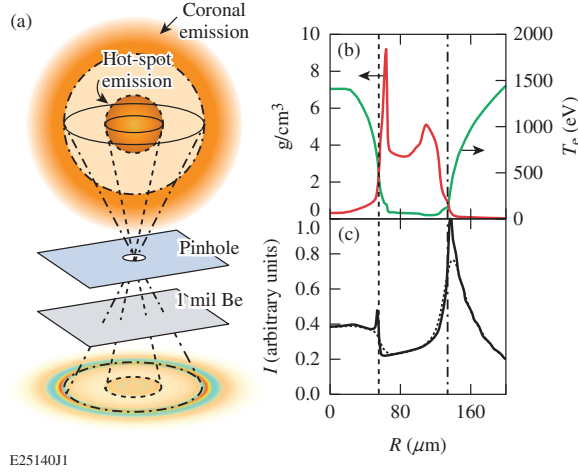 (a)
Coronal
emission
Hot-spot
emission
Pinhole
1 mil Be
E25140J1
(b)
10
8
6
4
2
0
g/cm3
2000
1500
1000
500
0
Te (eV)
(c)
1.0
0.8
0.6
0.4
0.2
0.0
I (arbitrary units)
0
80
160
R (μm)